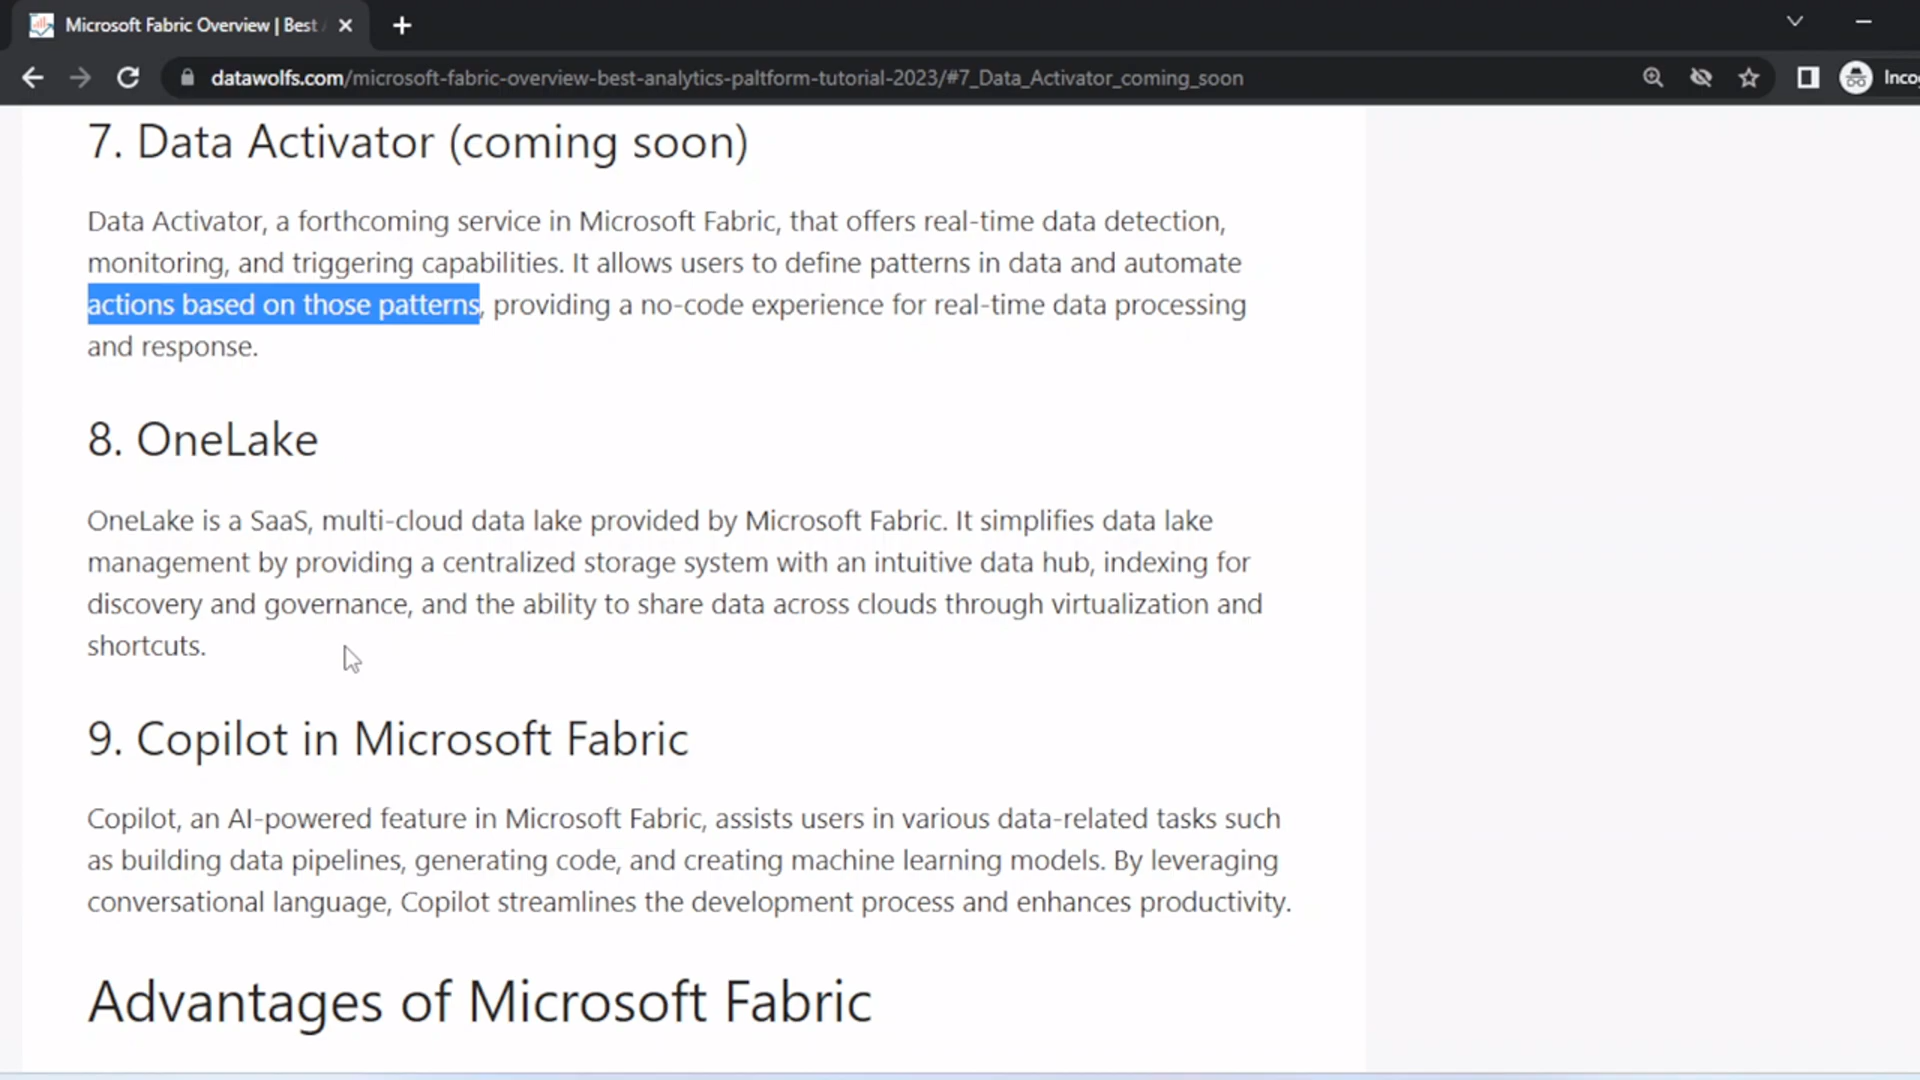 Microsoft Fabric Overview | Best
datawolfs.com/microsoft-fabric-overview-best-analytics-paltform-tutorial-2023/#7_Data_Activator_coming_soon
Inco
7. Data Activator (coming soon)
Data Activator, a forthcoming service in Microsoft Fabric, that offers real-time data detection,
monitoring, and triggering capabilities. It allows users to define patterns in data and automate
actions based on those patterns, providing a no-code experience for real-time data processing
and response.
8. OneLake
OneLake is a SaaS, multi-cloud data lake provided by Microsoft Fabric. It simplifies data lake
management by providing a centralized storage system with an intuitive data hub, indexing for
discovery and governance, and the ability to share data across clouds through virtualization and
shortcuts.
9. Copilot in Microsoft Fabric
Copilot, an AI-powered feature in Microsoft Fabric, assists users in various data-related tasks such
as building data pipelines, generating code, and creating machine learning models. By leveraging
conversational language, Copilot streamlines the development process and enhances productivity.
Advantages of Microsoft Fabric